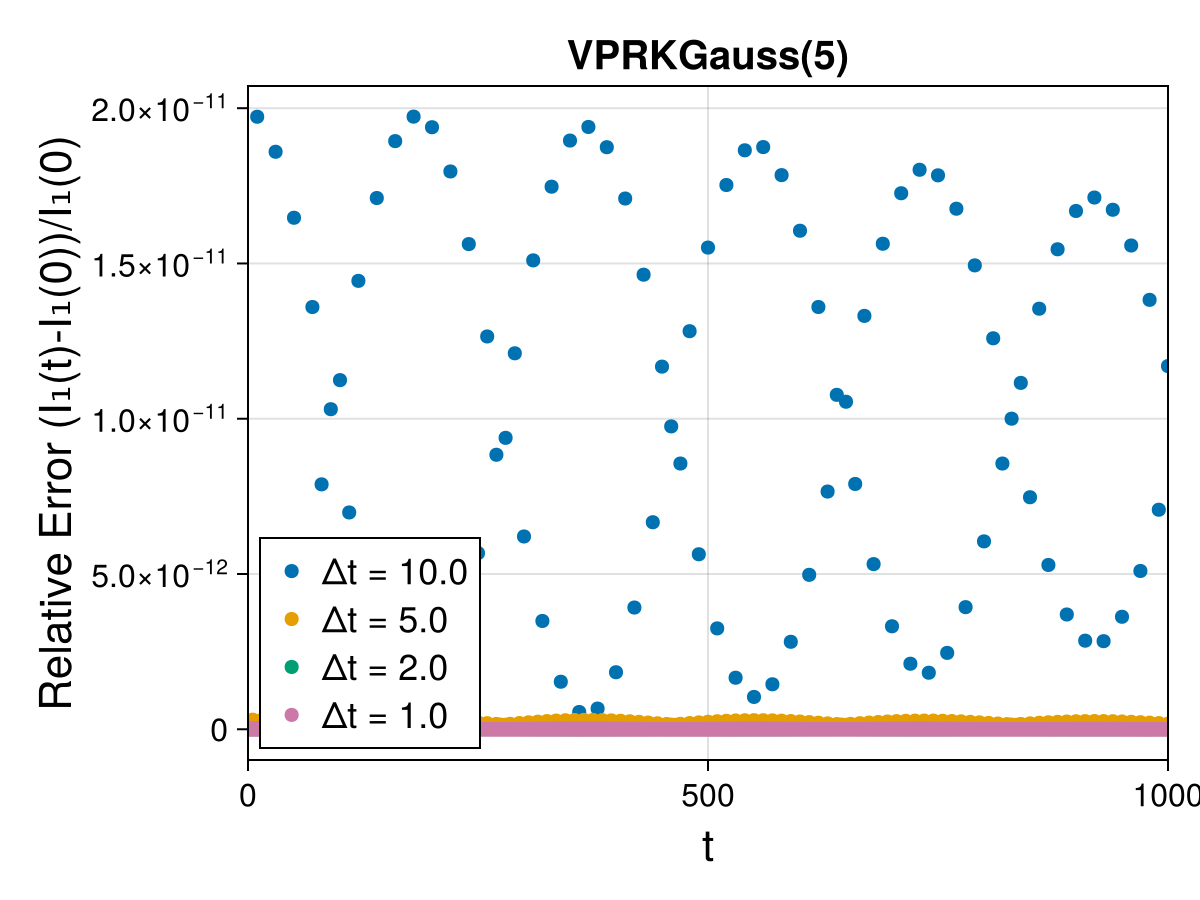 VPRKGauss(5)
Relative Error (I₁(t)-I₁(0))/I₁(0)
2.0×10⁻¹¹
1.5×10⁻¹¹
1.0×10⁻¹¹
5.0×10⁻¹²
0
Δt = 10.0
Δt = 5.0
Δt = 2.0
Δt = 1.0
0 500 1000
t